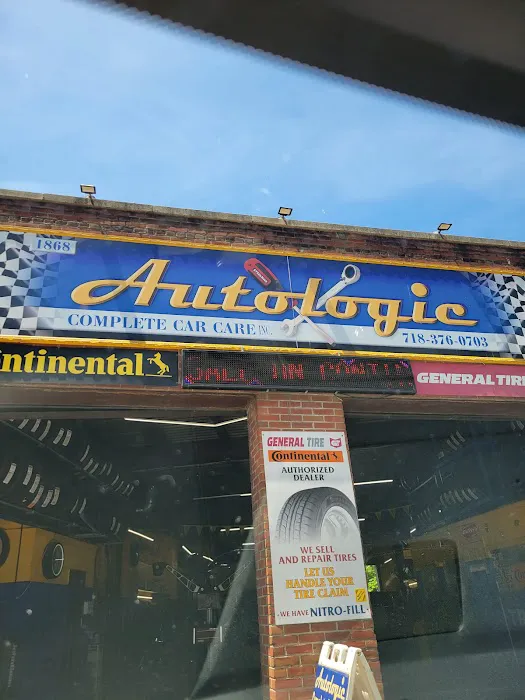 1868
Autologic
COMPLETE CAR CARE INC.
718-376-0703
ntinental
GENERAL TIRE
GENERAL TIRE
Continental
AUTHORIZED
DEALER
WE SELL
AND REPAIR TIRES
LET US
HANDLE YOUR
TIRE CLAIM
WE HAVE NITRO-FILL
Autologic